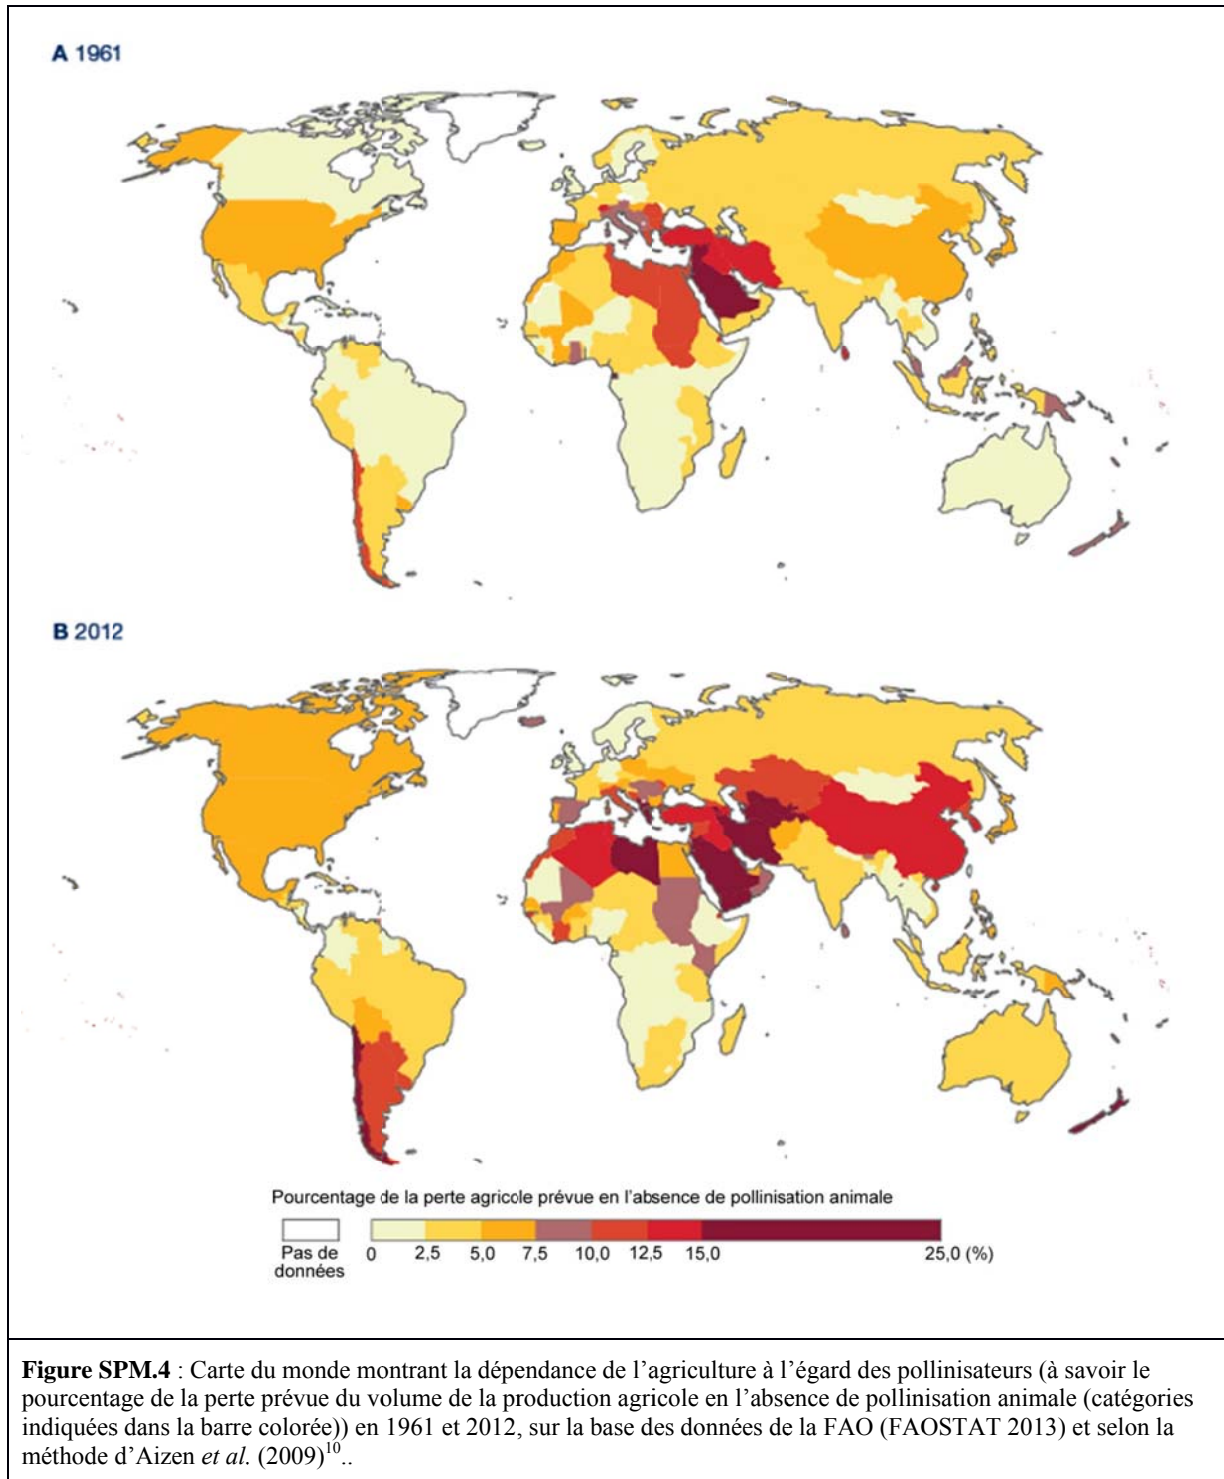 A 1961
B 2012
Pourcentage de la perte agricole prévue en l'absence de pollinisation animale
Pas de données
0 2,5 5,0 7,5 10,0 12,5 15,0 25,0 (%)
Figure SPM.4 : Carte du monde montrant la dépendance de l'agriculture à l'égard des pollinisateurs (à savoir le
pourcentage de la perte prévue du volume de la production agricole en l'absence de pollinisation animale (catégories
indiquées dans la barre colorée)) en 1961 et 2012, sur la base des données de la FAO (FAOSTAT 2013) et selon la
méthode d'Aizen et al. (2009)10..